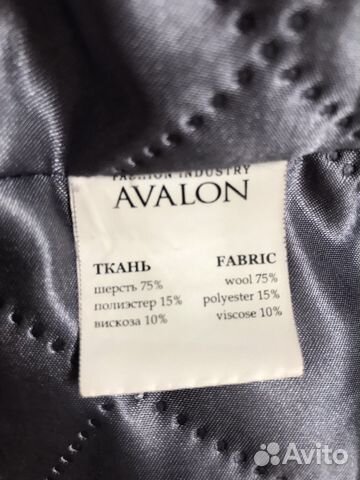 FASHION INDUSTRY
AVALON
ТКАНЬ FABRIC
шерсть 75% wool 75%
полиэстер 15% polyester 15%
вискоза 10% viscose 10%
Avito